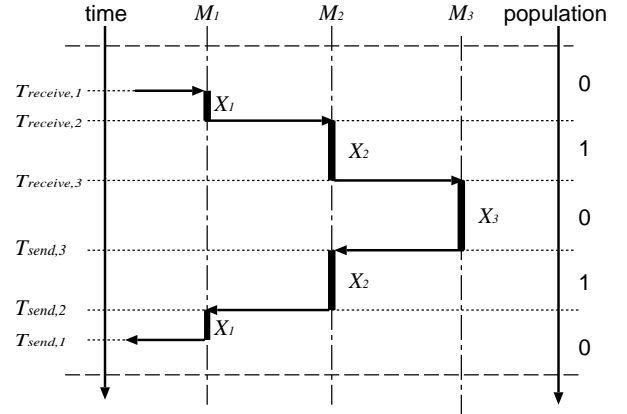 time M1 M2 M3 population
Treceive,1 X1 0
Treceive,2
X2 1
Treceive,3
X3 0
Tsend,3
X2 1
Tsend,2
X1
Tsend,1 0